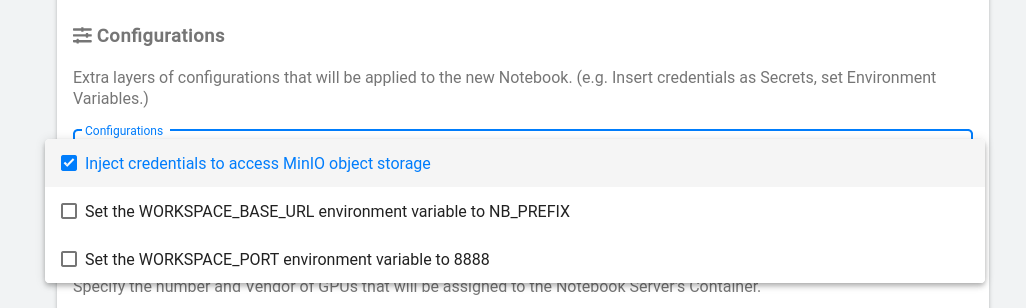 Configurations
Extra layers of configurations that will be applied to the new Notebook. (e.g. Insert credentials as Secrets, set Environment
Variables.)
Configurations
Inject credentials to access MinIO object storage
Set the WORKSPACE_BASE_URL environment variable to NB_PREFIX
Set the WORKSPACE_PORT environment variable to 8888
Specify the number and Vendor of GPUs that will be assigned to the Notebook Server's Container.